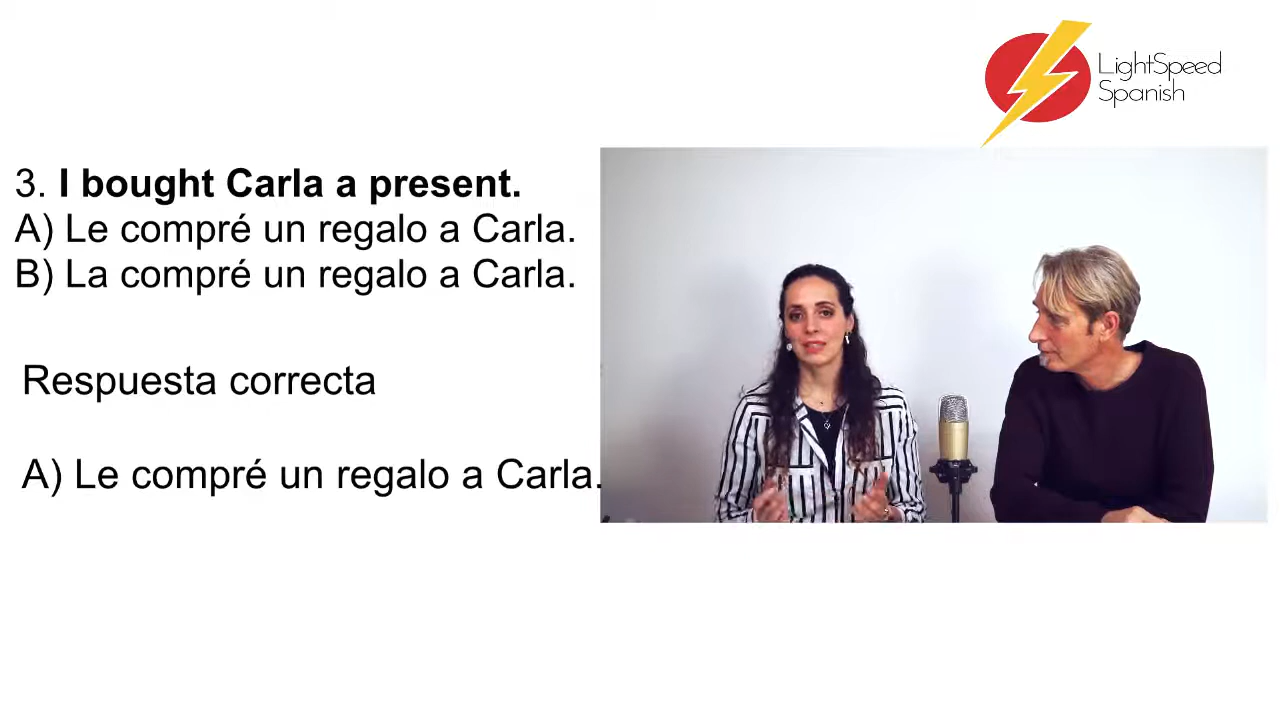 LightSpeed
Spanish
3. I bought Carla a present.
A) Le compré un regalo a Carla.
B) La compré un regalo a Carla.
Respuesta correcta
A) Le compré un regalo a Carla.